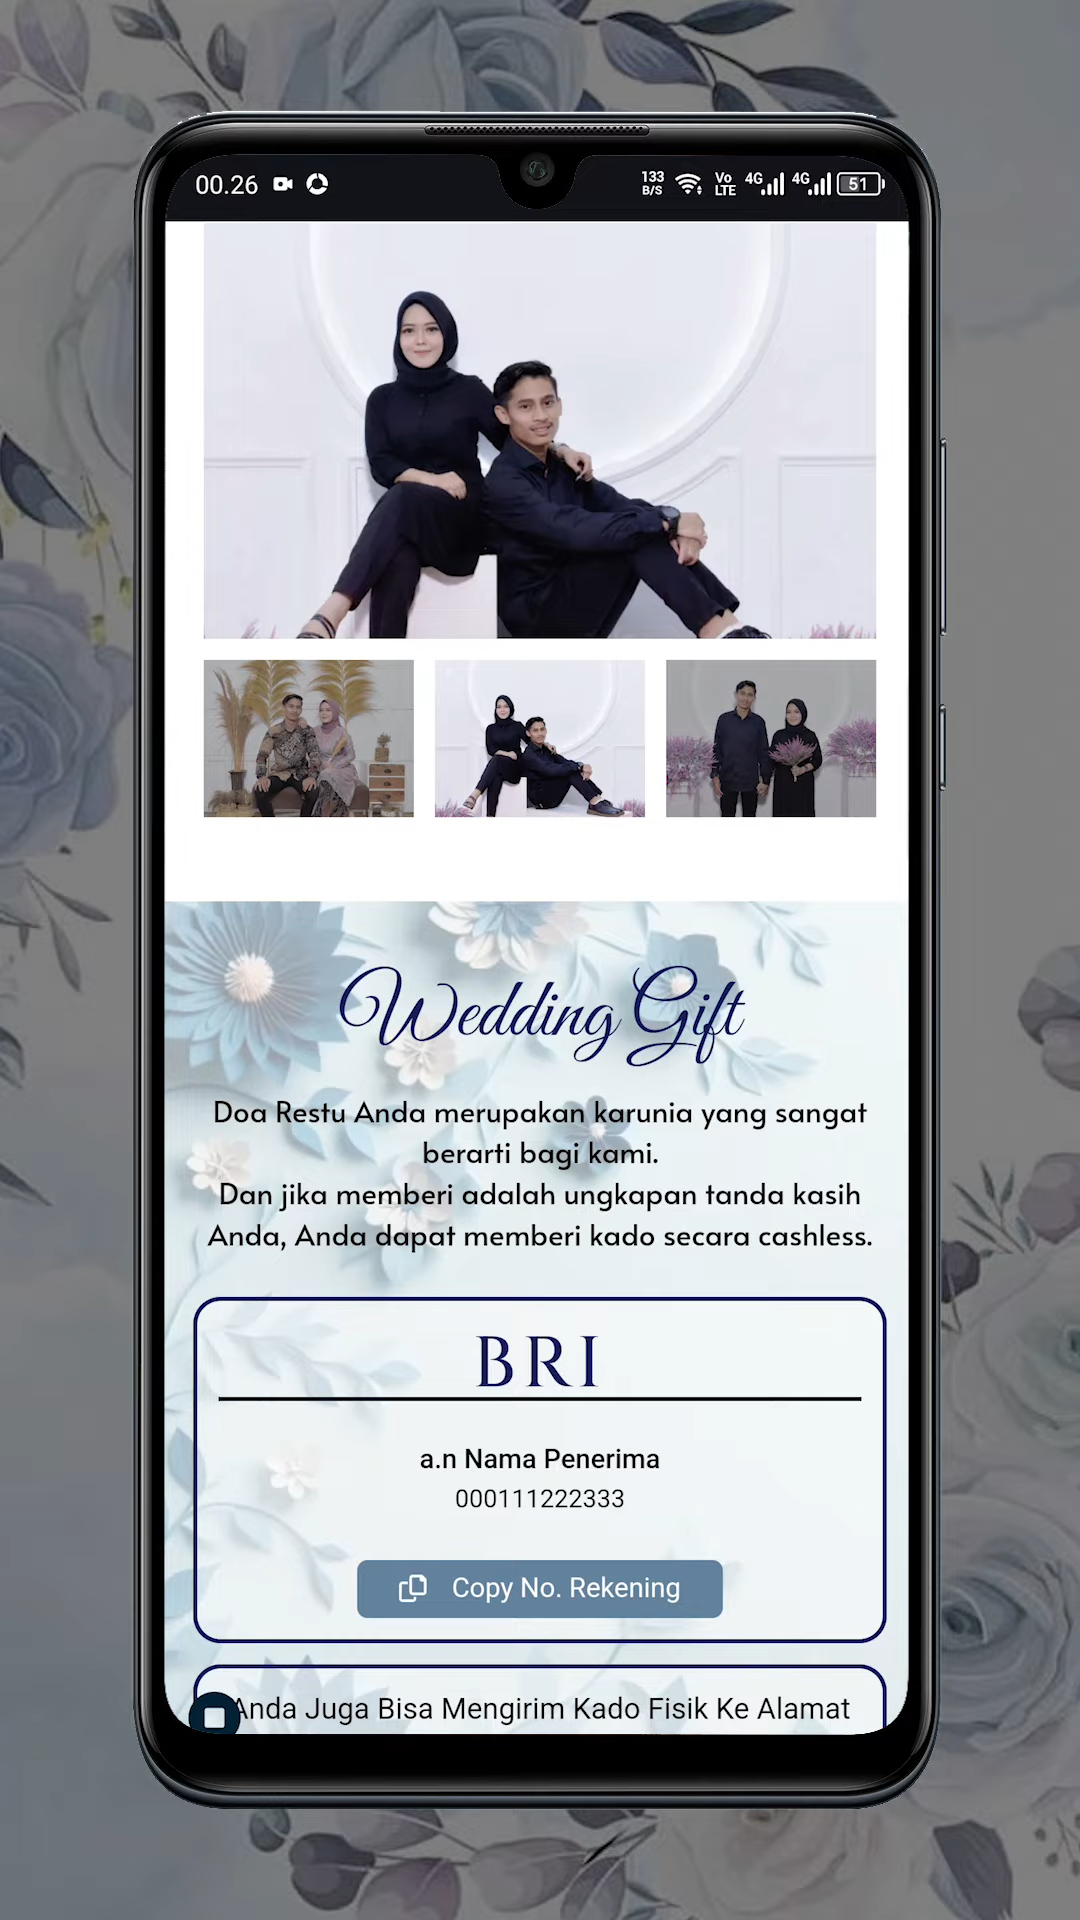 00.26
133
B/S
Vo
LTE
4G
4G
51
Wedding Gift
Doa Restu Anda merupakan karunia yang sangat
berarti bagi kami.
Dan jika memberi adalah ungkapan tanda kasih
Anda, Anda dapat memberi kado secara cashless.
BRI
a.n Nama Penerima
000111222333
Copy No. Rekening
Anda Juga Bisa Mengirim Kado Fisik Ke Alamat